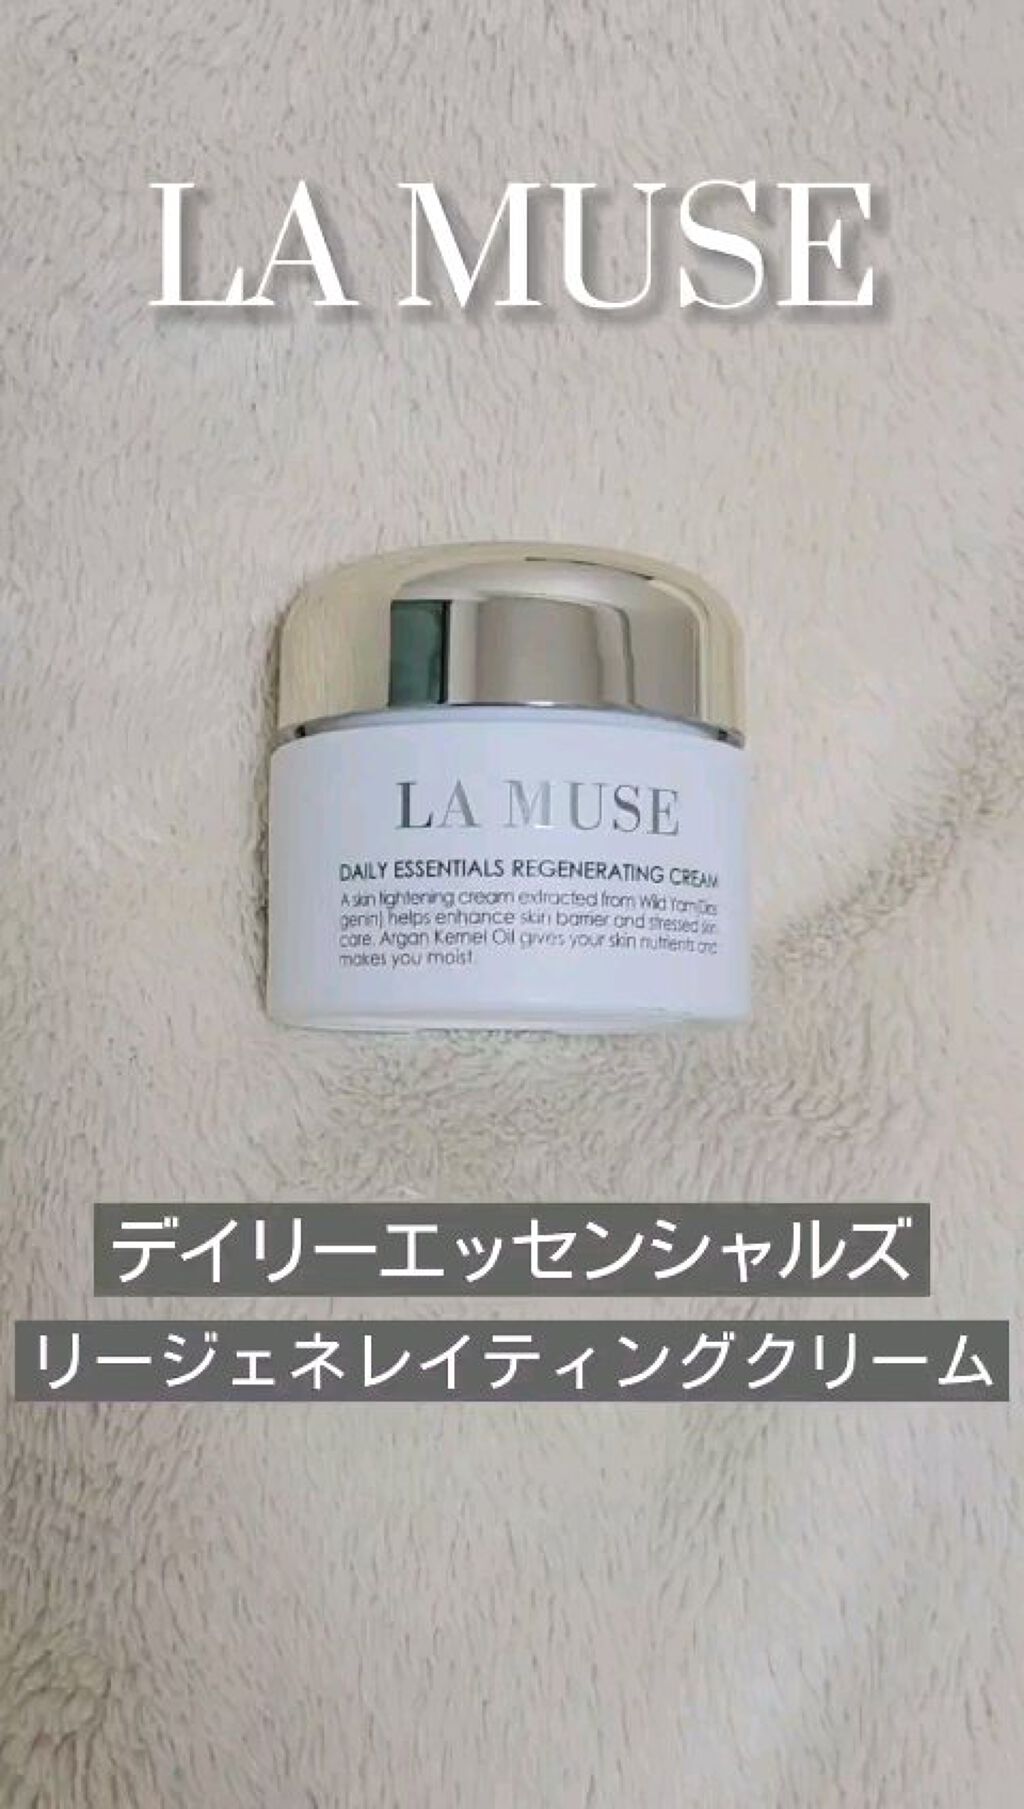 LA MUSE
LA MUSE
DAILY ESSENTIALS REGENERATING CREAM
A skin tightening cream extracted from Wild Yam(Dios
genin) helps enhance skin barrier and stressed skin
care. Argan Kernel Oil gives your skin nutrients and
makes you moist.
デイリーエッセンシャルズ
リージェネレイティングクリーム